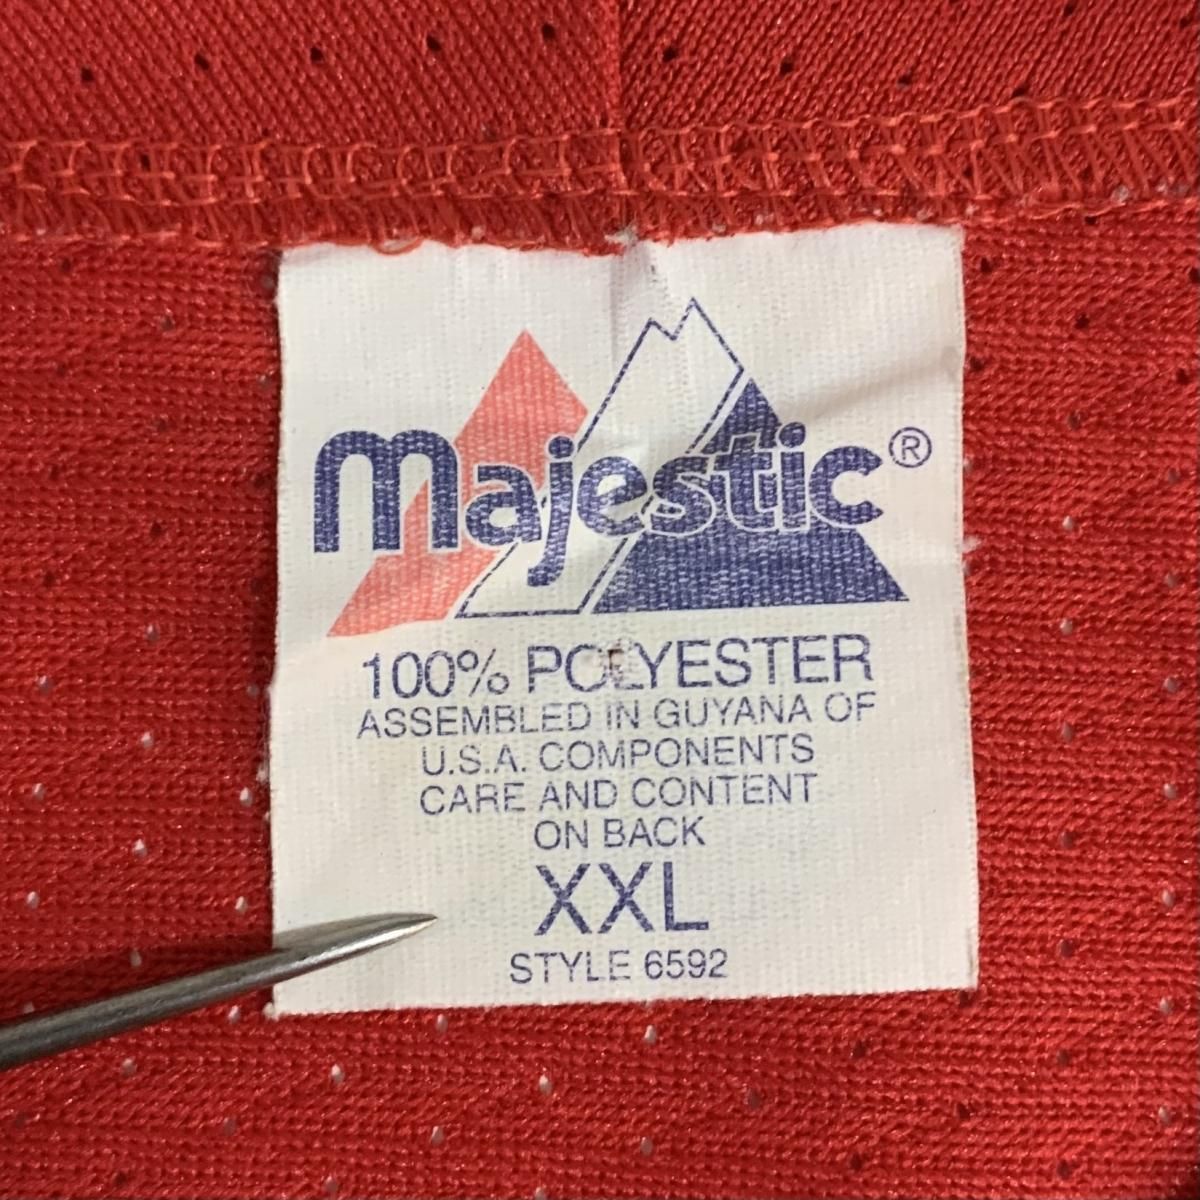 Majestic®
100% POLYESTER
ASSEMBLED IN GUYANA OF
U.S.A. COMPONENTS
CARE AND CONTENT
ON BACK
XXL
STYLE 6592